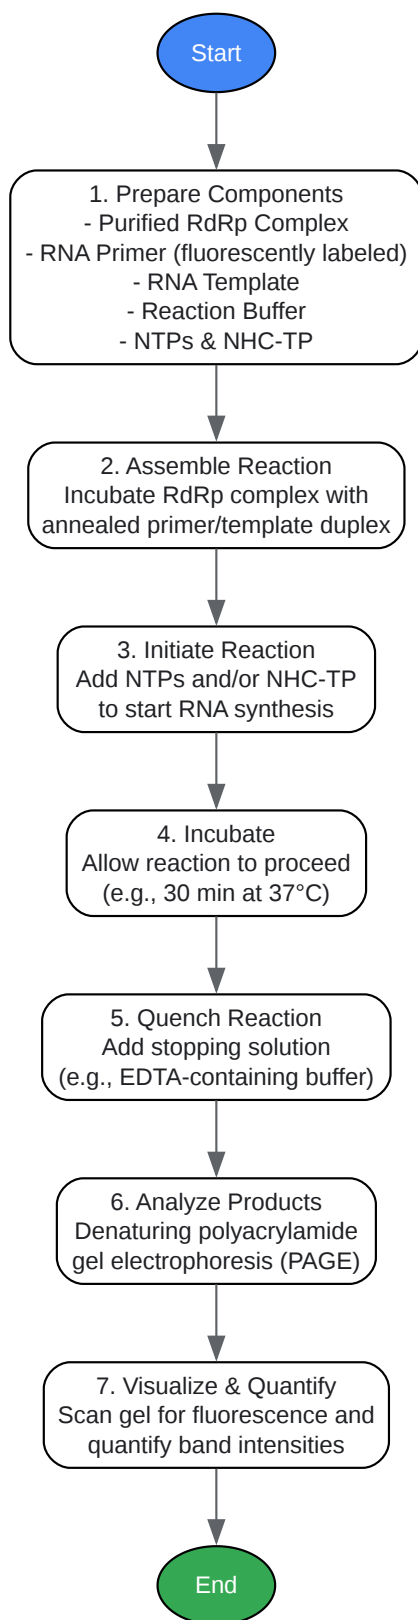 Start
1. Prepare Components
- Purified RdRp Complex
- RNA Primer (fluorescently labeled)
- RNA Template
- Reaction Buffer
- NTPs & NHC-TP
2. Assemble Reaction
Incubate RdRp complex with
annealed primer/template duplex
3. Initiate Reaction
Add NTPs and/or NHC-TP
to start RNA synthesis
4. Incubate
Allow reaction to proceed
(e.g., 30 min at 37°C)
5. Quench Reaction
Add stopping solution
(e.g., EDTA-containing buffer)
6. Analyze Products
Denaturing polyacrylamide
gel electrophoresis (PAGE)
7. Visualize & Quantify
Scan gel for fluorescence and
quantify band intensities
End